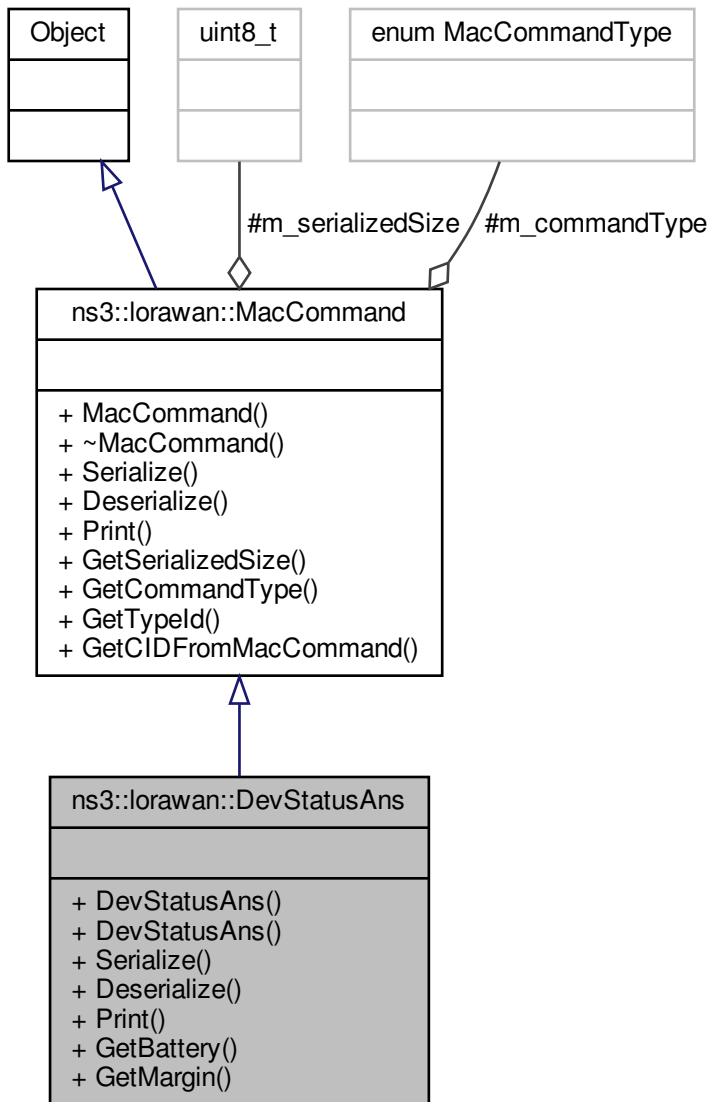 Object
uint8_t
enum MacCommandType
#m_serializedSize
#m_commandType
ns3::lorawan::MacCommand
+ MacCommand()
+ ~MacCommand()
+ Serialize()
+ Deserialize()
+ Print()
+ GetSerializedSize()
+ GetCommandType()
+ GetTypeId()
+ GetCIDFromMacCommand()
ns3::lorawan::DevStatusAns
+ DevStatusAns()
+ DevStatusAns()
+ Serialize()
+ Deserialize()
+ Print()
+ GetBattery()
+ GetMargin()